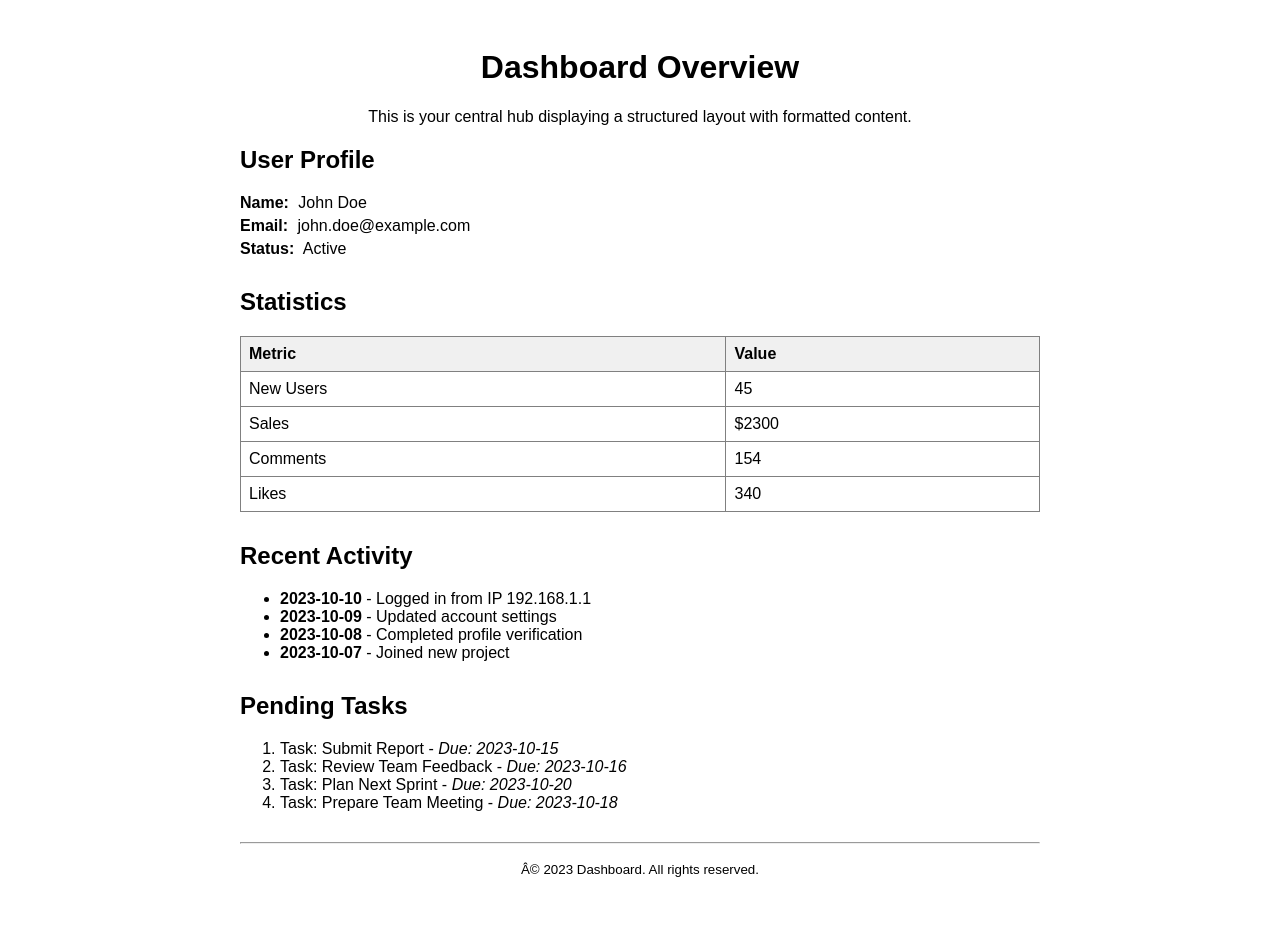 Dashboard Overview
This is your central hub displaying a structured layout with formatted content.
User Profile
Name: John Doe
Email: john.doe@example.com
Status: Active
Statistics
Metric Value
New Users 45
Sales $2300
Comments 154
Likes 340
Recent Activity
• 2023-10-10 - Logged in from IP 192.168.1.1
• 2023-10-09 - Updated account settings
• 2023-10-08 - Completed profile verification
• 2023-10-07 - Joined new project
Pending Tasks
1. Task: Submit Report - Due: 2023-10-15
2. Task: Review Team Feedback - Due: 2023-10-16
3. Task: Plan Next Sprint - Due: 2023-10-20
4. Task: Prepare Team Meeting - Due: 2023-10-18
Â© 2023 Dashboard. All rights reserved.